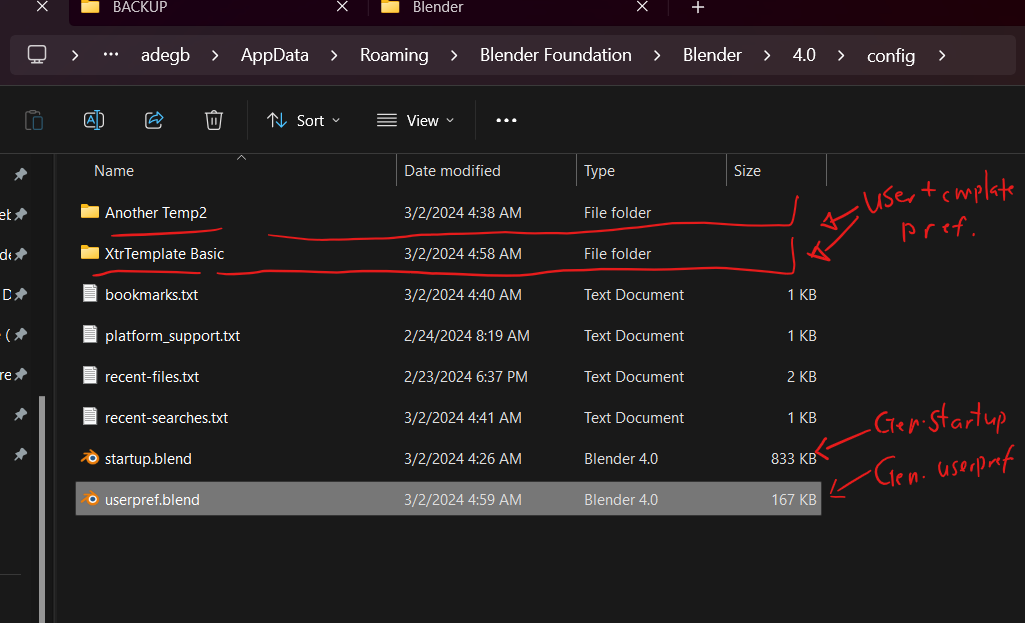 BACKUP
Blender
adegb > AppData > Roaming > Blender Foundation > Blender > 4.0 > config >
Sort
View
Name
Date modified
Type
Size
Another Temp2 3/2/2024 4:38 AM File folder
XtrTemplate Basic 3/2/2024 4:58 AM File folder
bookmarks.txt 3/2/2024 4:40 AM Text Document 1 KB
platform_support.txt 2/24/2024 8:19 AM Text Document 1 KB
recent-files.txt 2/23/2024 6:37 PM Text Document 2 KB
recent-searches.txt 3/2/2024 4:41 AM Text Document 1 KB
startup.blend 3/2/2024 4:26 AM Blender 4.0 833 KB
userpref.blend 3/2/2024 4:59 AM Blender 4.0 167 KB
user + cmplate
pref.
Gen.Startup
Gen. userpref